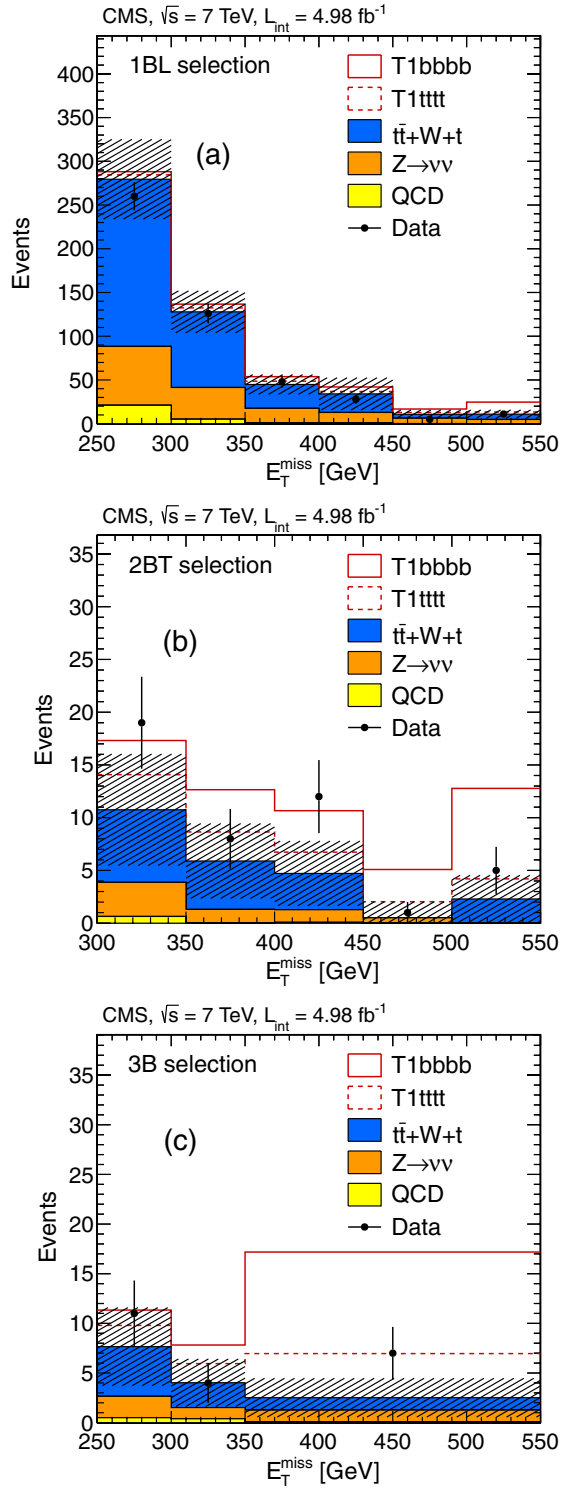 CMS, √s = 7 TeV, L_int = 4.98 fb⁻¹
1BL selection
(a)
T1bbbb
T1tttt
tt̄+W+t
Z→νν
QCD
Data
Events
400
350
300
250
200
150
100
50
0
250 300 350 400 450 500 550
E_T^miss [GeV]
CMS, √s = 7 TeV, L_int = 4.98 fb⁻¹
2BT selection
(b)
T1bbbb
T1tttt
tt̄+W+t
Z→νν
QCD
Data
Events
35
30
25
20
15
10
5
0
300 350 400 450 500 550
E_T^miss [GeV]
CMS, √s = 7 TeV, L_int = 4.98 fb⁻¹
3B selection
(c)
T1bbbb
T1tttt
tt̄+W+t
Z→νν
QCD
Data
Events
35
30
25
20
15
10
5
0
250 300 350 400 450 500 550
E_T^miss [GeV]